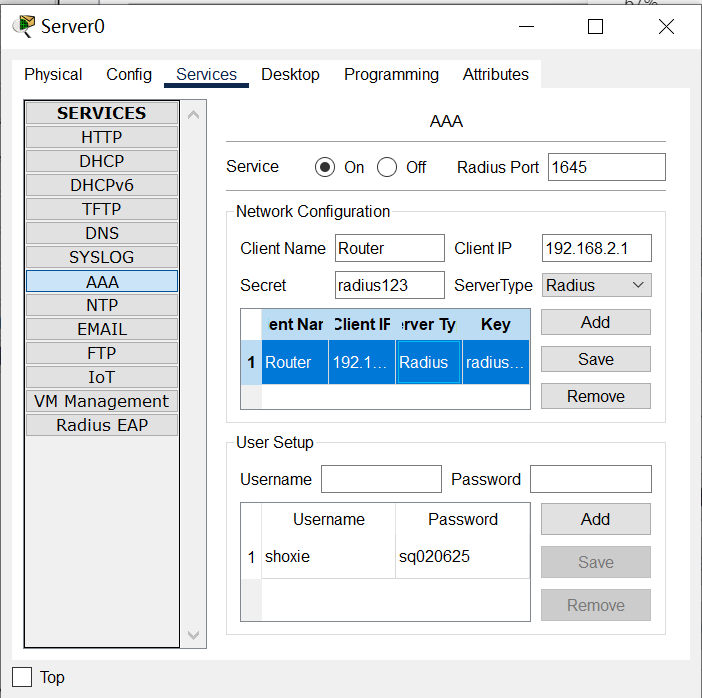 67%
Server0
Physical Config Services Desktop Programming Attributes
SERVICES
HTTP
DHCP
DHCPv6
TFTP
DNS
SYSLOG
AAA
NTP
EMAIL
FTP
IoT
VM Management
Radius EAP
AAA
Service On Off Radius Port 1645
Network Configuration
Client Name Router Client IP 192.168.2.1
Secret radius123 ServerType Radius
ent Nar Client IF rver Ty Key
1 Router 192.1... Radius radius...
Add
Save
Remove
User Setup
Username Password
Username Password
1 shoxie sq020625
Add
Save
Remove
Top